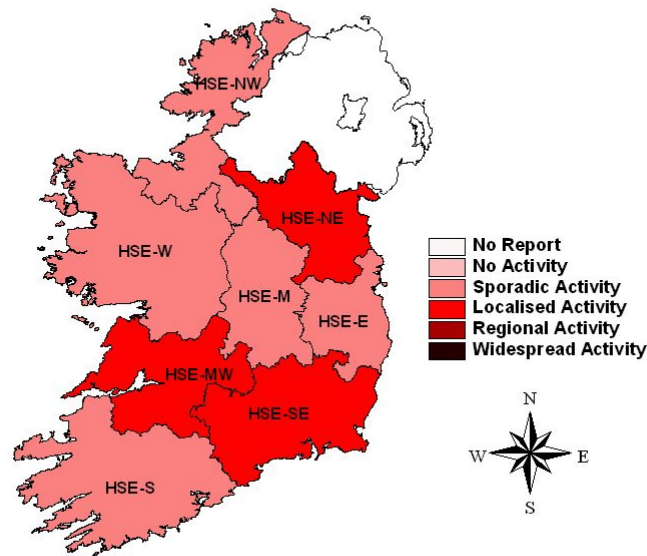 HSE-NW
HSE-NE
HSE-W
HSE-M
HSE-E
HSE-MW
HSE-SE
HSE-S
No Report
No Activity
Sporadic Activity
Localised Activity
Regional Activity
Widespread Activity
N
W E
S